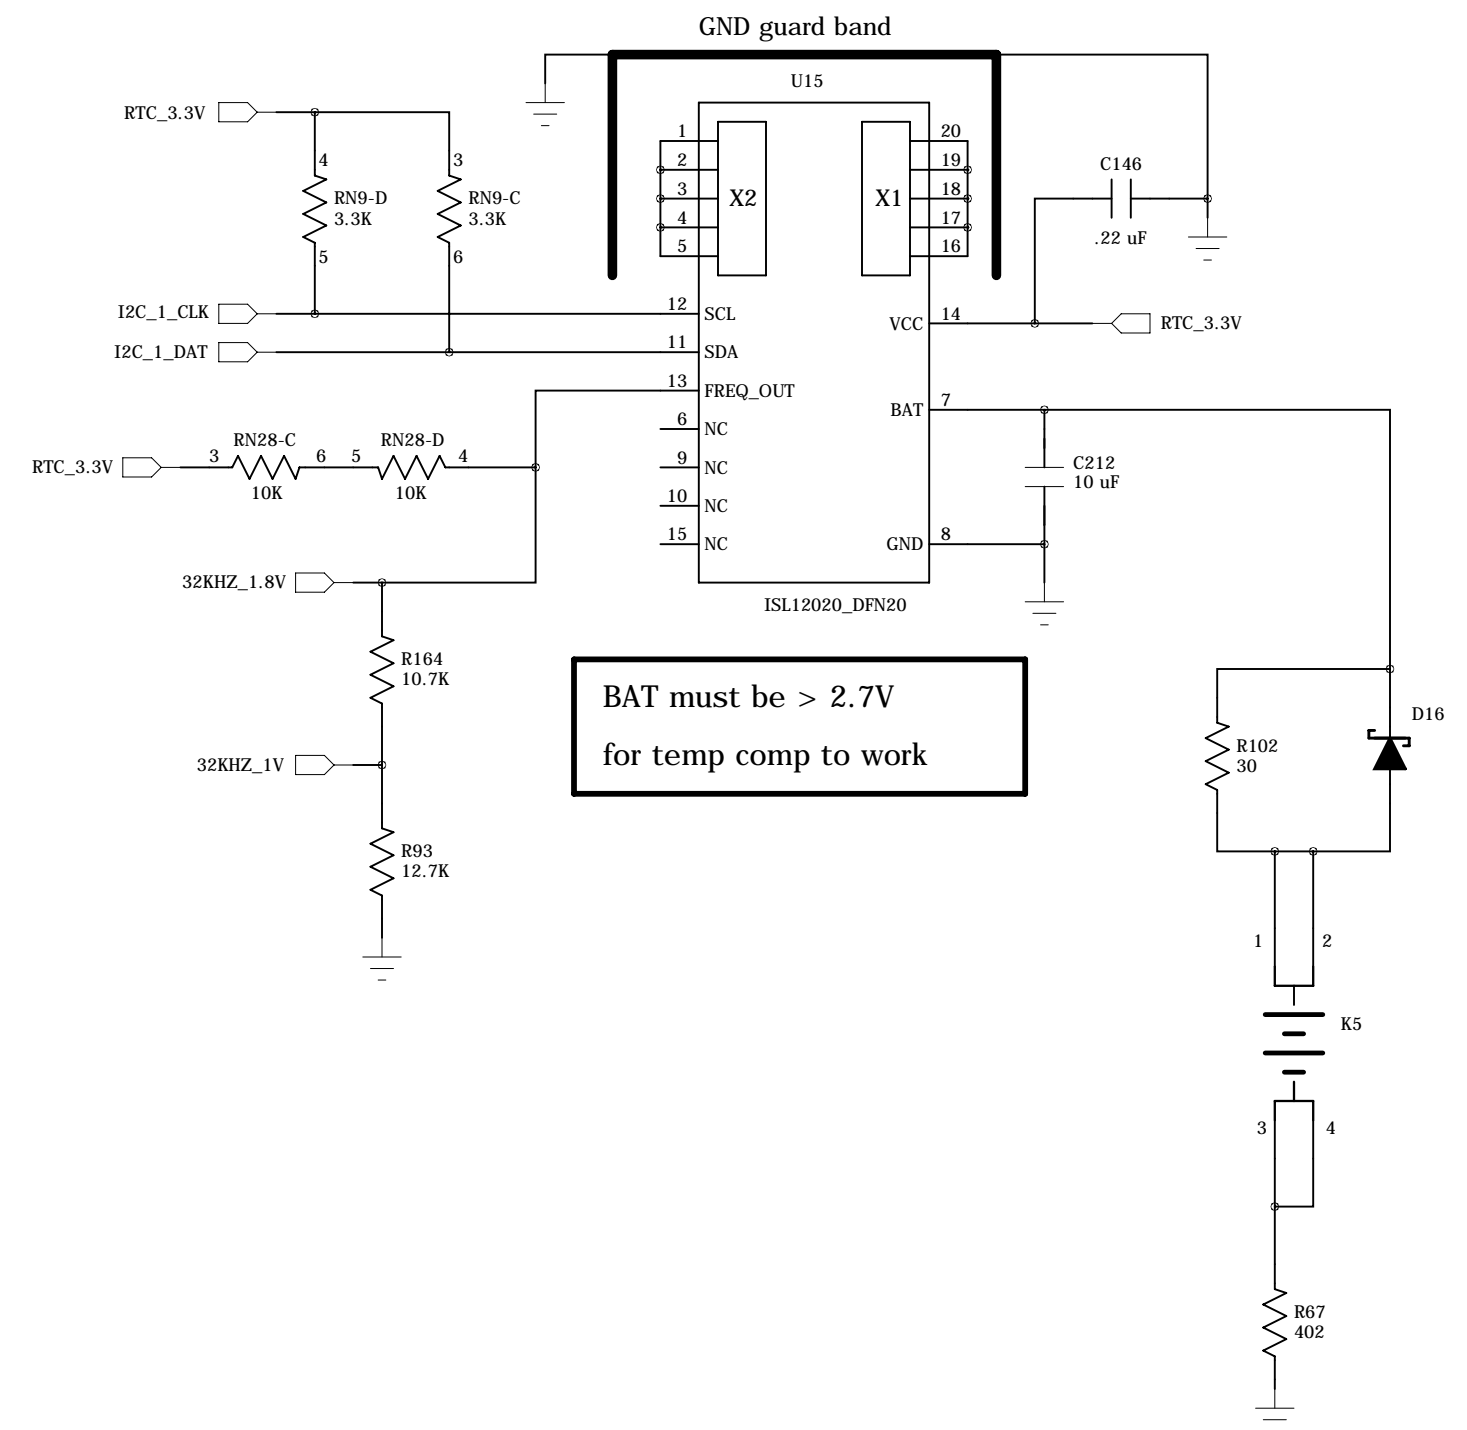 GND guard band
U15
RTC_3.3V
4
3
RN9-D
3.3K
RN9-C
3.3K
5
6
1
2
3
4
5
X2
X1
20
19
18
17
16
C146
.22 uF
I2C_1_CLK
12
SCL
I2C_1_DAT
11
SDA
VCC
14
RTC_3.3V
13
FREQ_OUT
BAT
7
6
NC
RTC_3.3V
3
RN28-C
10K
6
5
RN28-D
10K
4
9
NC
C212
10 uF
10
NC
15
NC
GND
8
32KHZ_1.8V
ISL12020_DFN20
R164
10.7K
BAT must be > 2.7V
for temp comp to work
32KHZ_1V
R93
12.7K
D16
R102
30
1
2
K5
3
4
R67
402